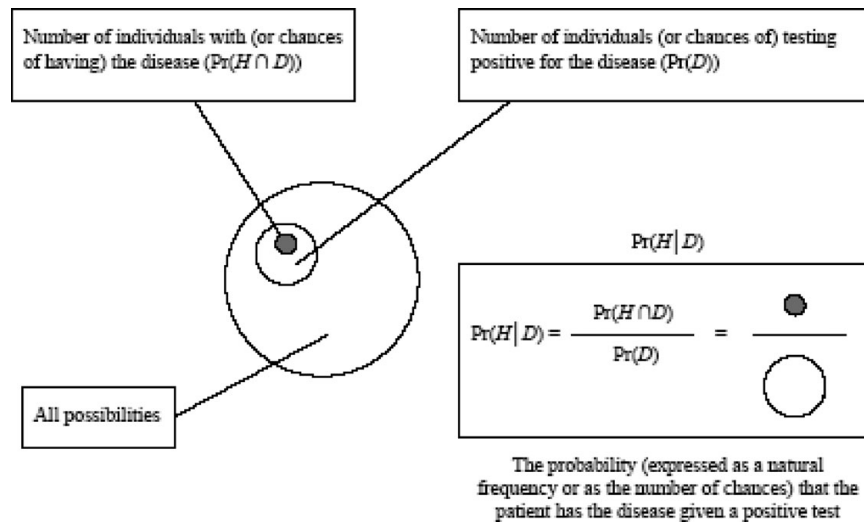 Number of individuals with (or chances
of having) the disease (Pr(H ∩ D))
Number of individuals (or chances of) testing
positive for the disease (Pr(D))
All possibilities
Pr(H|D)
Pr(H|D) = Pr(H ∩ D) / Pr(D) =
The probability (expressed as a natural
frequency or as the number of chances) that the
patient has the disease given a positive test